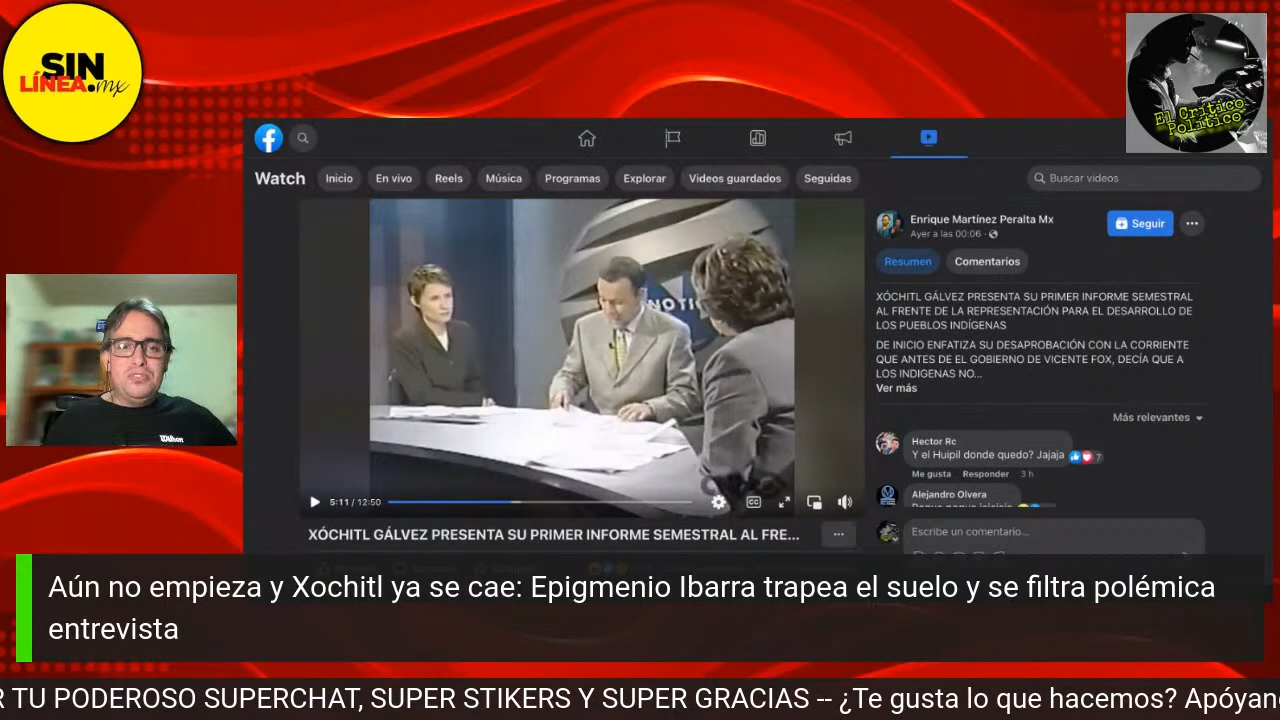 SIN
LÍNEA.mx
El Crítico
Político
Watch
Inicio
En vivo
Reels
Música
Programas
Explorar
Videos guardados
Seguidas
Buscar videos
NOTI
5:11 / 12:50
CC
XÓCHITL GÁLVEZ PRESENTA SU PRIMER INFORME SEMESTRAL AL FRE...
Enrique Martínez Peralta Mx
Ayer a las 00:06 ·
Seguir
Resumen
Comentarios
XÓCHITL GÁLVEZ PRESENTA SU PRIMER INFORME SEMESTRAL
AL FRENTE DE LA REPRESENTACIÓN PARA EL DESARROLLO DE
LOS PUEBLOS INDÍGENAS
DE INICIO ENFATIZA SU DESAPROBACIÓN CON LA CORRIENTE
QUE ANTES DE EL GOBIERNO DE VICENTE FOX, DECÍA QUE A
LOS INDIGENAS NO...
Ver más
Más relevantes
Hector Rc
Y el Huipil donde quedo? Jajaja
7
Me gusta Responder 3 h
Alejandro Olvera
Escribe un comentario...
Wilson
Aún no empieza y Xochitl ya se cae: Epigmenio Ibarra trapea el suelo y se filtra polémica
entrevista
R TU PODEROSO SUPERCHAT, SUPER STIKERS Y SUPER GRACIAS -- ¿Te gusta lo que hacemos? Apóyan